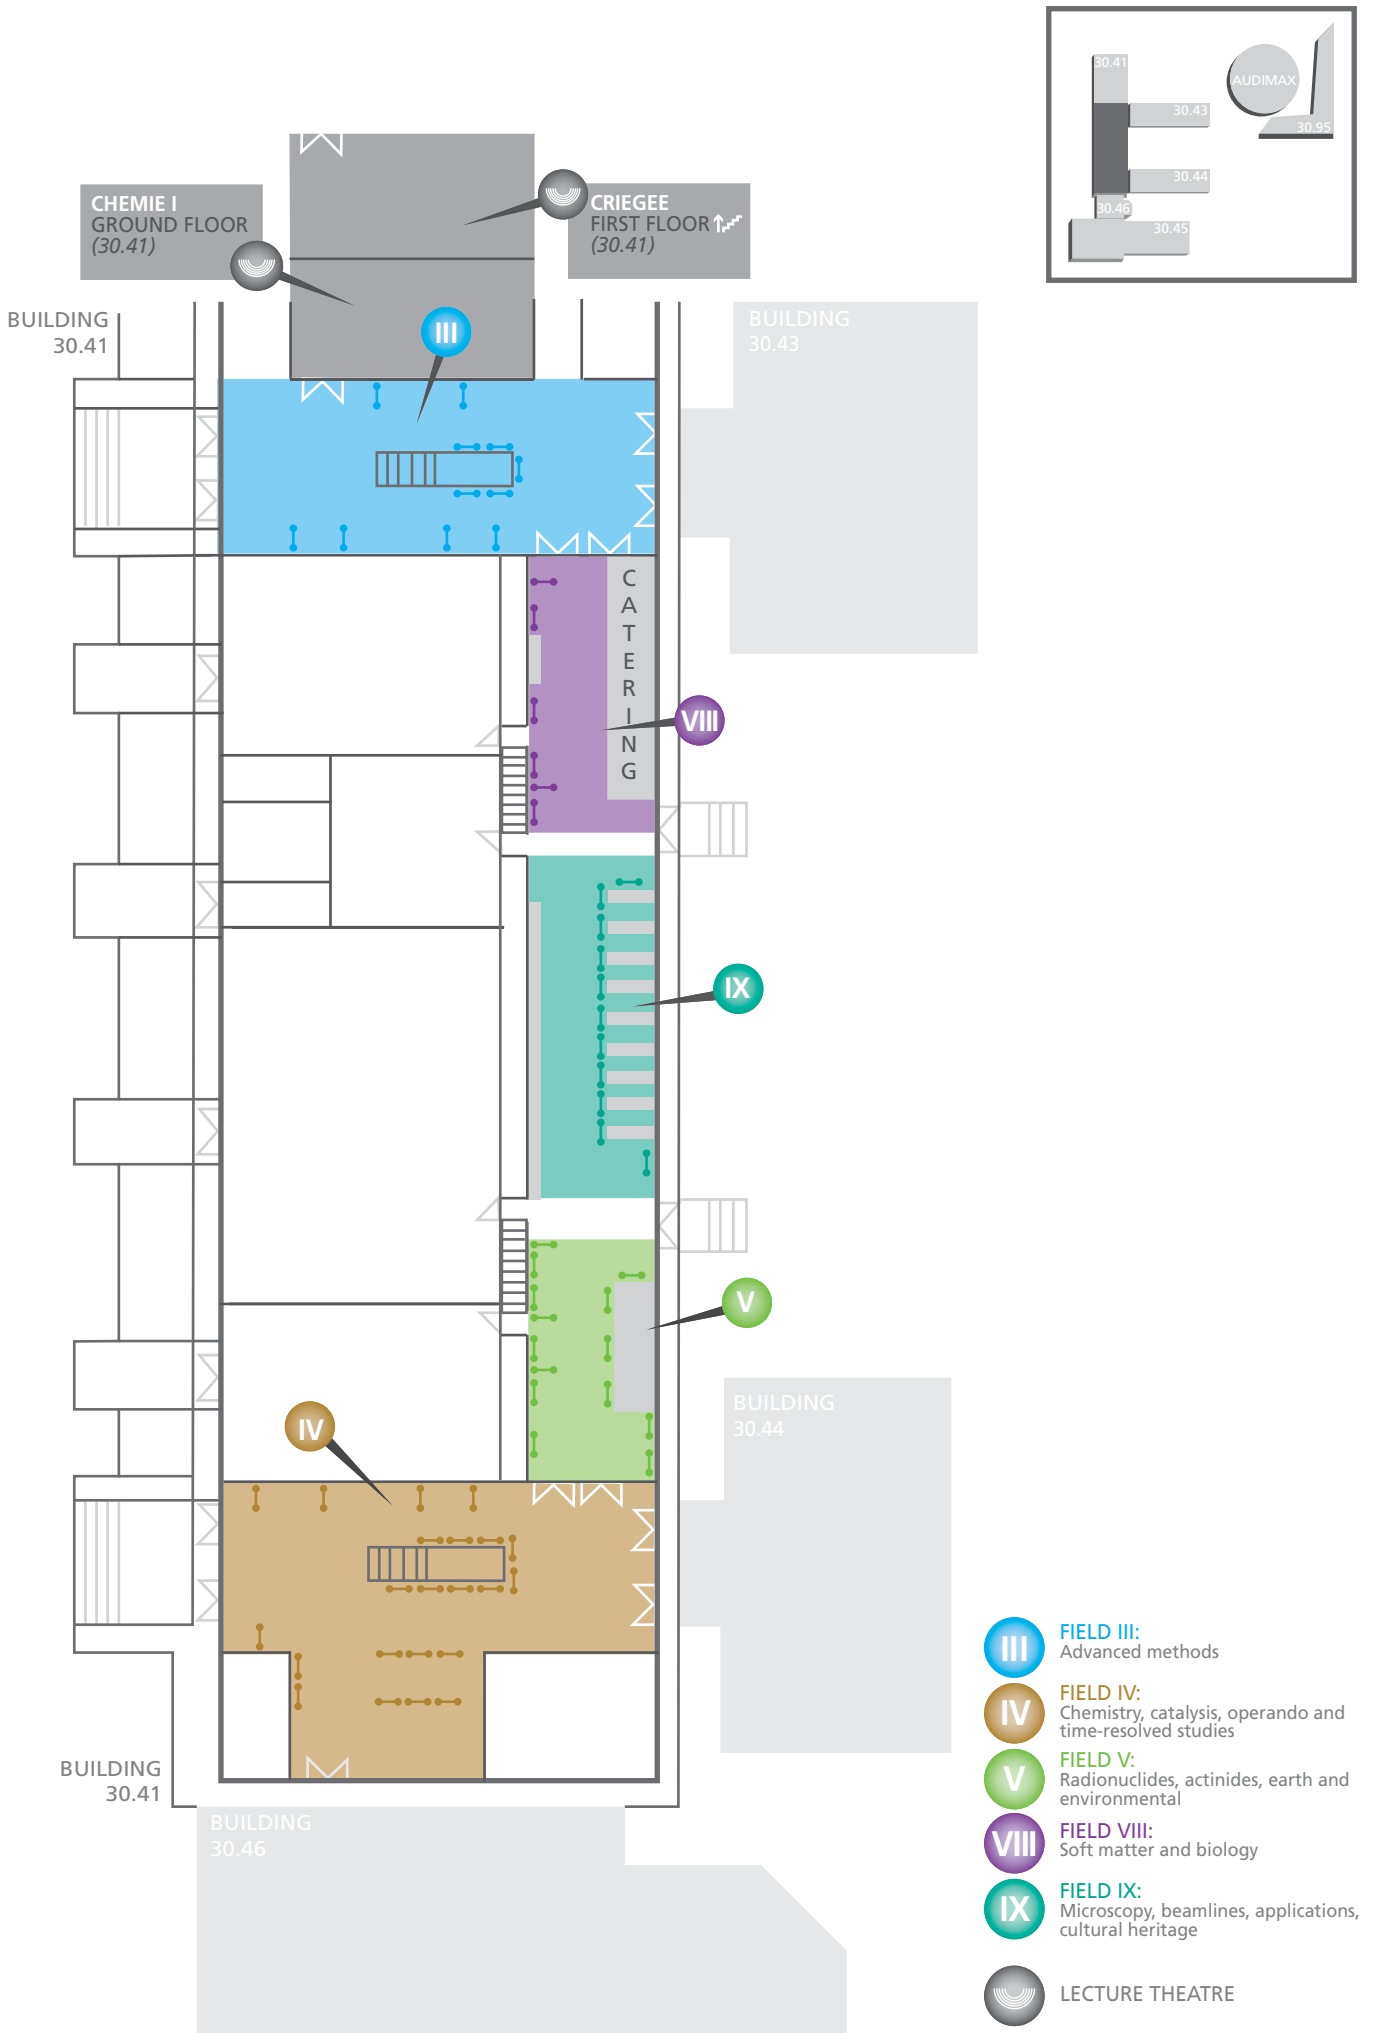 30.41
30.43
30.44
30.46
30.45
AUDIMAX
30.95
CHEMIE I
GROUND FLOOR
(30.41)
CRIEGEE
FIRST FLOOR
(30.41)
BUILDING
30.41
III
BUILDING
30.43
CATERING
VIII
IX
V
IV
BUILDING
30.44
BUILDING
30.41
BUILDING
30.46
III
FIELD III:
Advanced methods
IV
FIELD IV:
Chemistry, catalysis, operando and
time-resolved studies
V
FIELD V:
Radionuclides, actinides, earth and
environmental
VIII
FIELD VIII:
Soft matter and biology
IX
FIELD IX:
Microscopy, beamlines, applications,
cultural heritage
LECTURE THEATRE